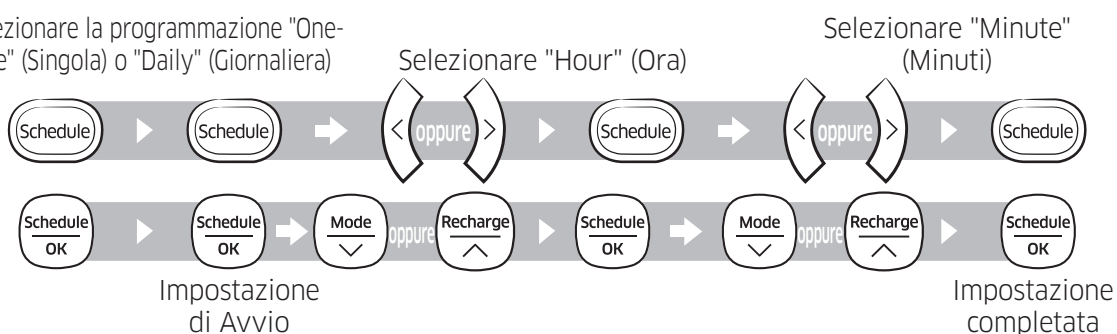 ezionare la programmazione "One-
e" (Singola) o "Daily" (Giornaliera)
Selezionare "Hour" (Ora)
Selezionare "Minute"
(Minuti)
Schedule Schedule < oppure > Schedule < oppure > Schedule
Schedule
OK
Schedule
OK
Mode
oppure
Recharge
Schedule
OK
Mode
oppure
Recharge
Schedule
OK
Impostazione
di Avvio
Impostazione
completata